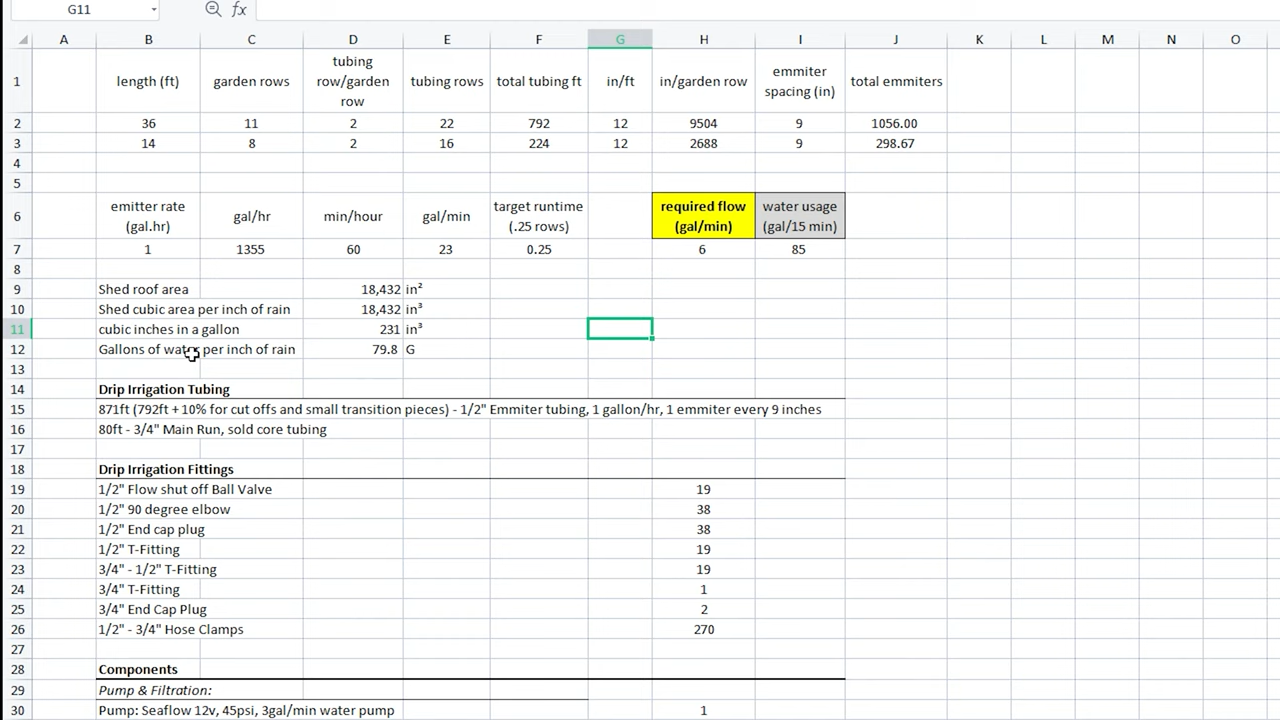 G11 fx
A B C D E F G H I J K L M N O
1 length (ft) garden rows tubing row/garden row tubing rows total tubing ft in/ft in/garden row emmiter spacing (in) total emmiters
2 36 11 2 22 792 12 9504 9 1056.00
3 14 8 2 16 224 12 2688 9 298.67
4
5
6 emitter rate (gal.hr) gal/hr min/hour gal/min target runtime (.25 rows) required flow (gal/min) water usage (gal/15 min)
7 1 1355 60 23 0.25 6 85
8
9 Shed roof area 18,432 in²
10 Shed cubic area per inch of rain 18,432 in³
11 cubic inches in a gallon 231 in³
12 Gallons of water per inch of rain 79.8 G
13
14 Drip Irrigation Tubing
15 871ft (792ft + 10% for cut offs and small transition pieces) - 1/2" Emmiter tubing, 1 gallon/hr, 1 emmiter every 9 inches
16 80ft - 3/4" Main Run, sold core tubing
17
18 Drip Irrigation Fittings
19 1/2" Flow shut off Ball Valve 19
20 1/2" 90 degree elbow 38
21 1/2" End cap plug 38
22 1/2" T-Fitting 19
23 3/4" - 1/2" T-Fitting 19
24 3/4" T-Fitting 1
25 3/4" End Cap Plug 2
26 1/2" - 3/4" Hose Clamps 270
27
28 Components
29 Pump & Filtration:
30 Pump: Seaflow 12v, 45psi, 3gal/min water pump 1